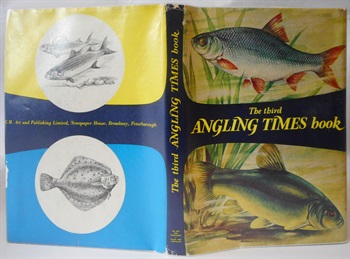 Art and Publishing Limited, Newspaper House, Broadway, Peterborough
The third ANGLING TIMES book
The third
ANGLING TIMES book